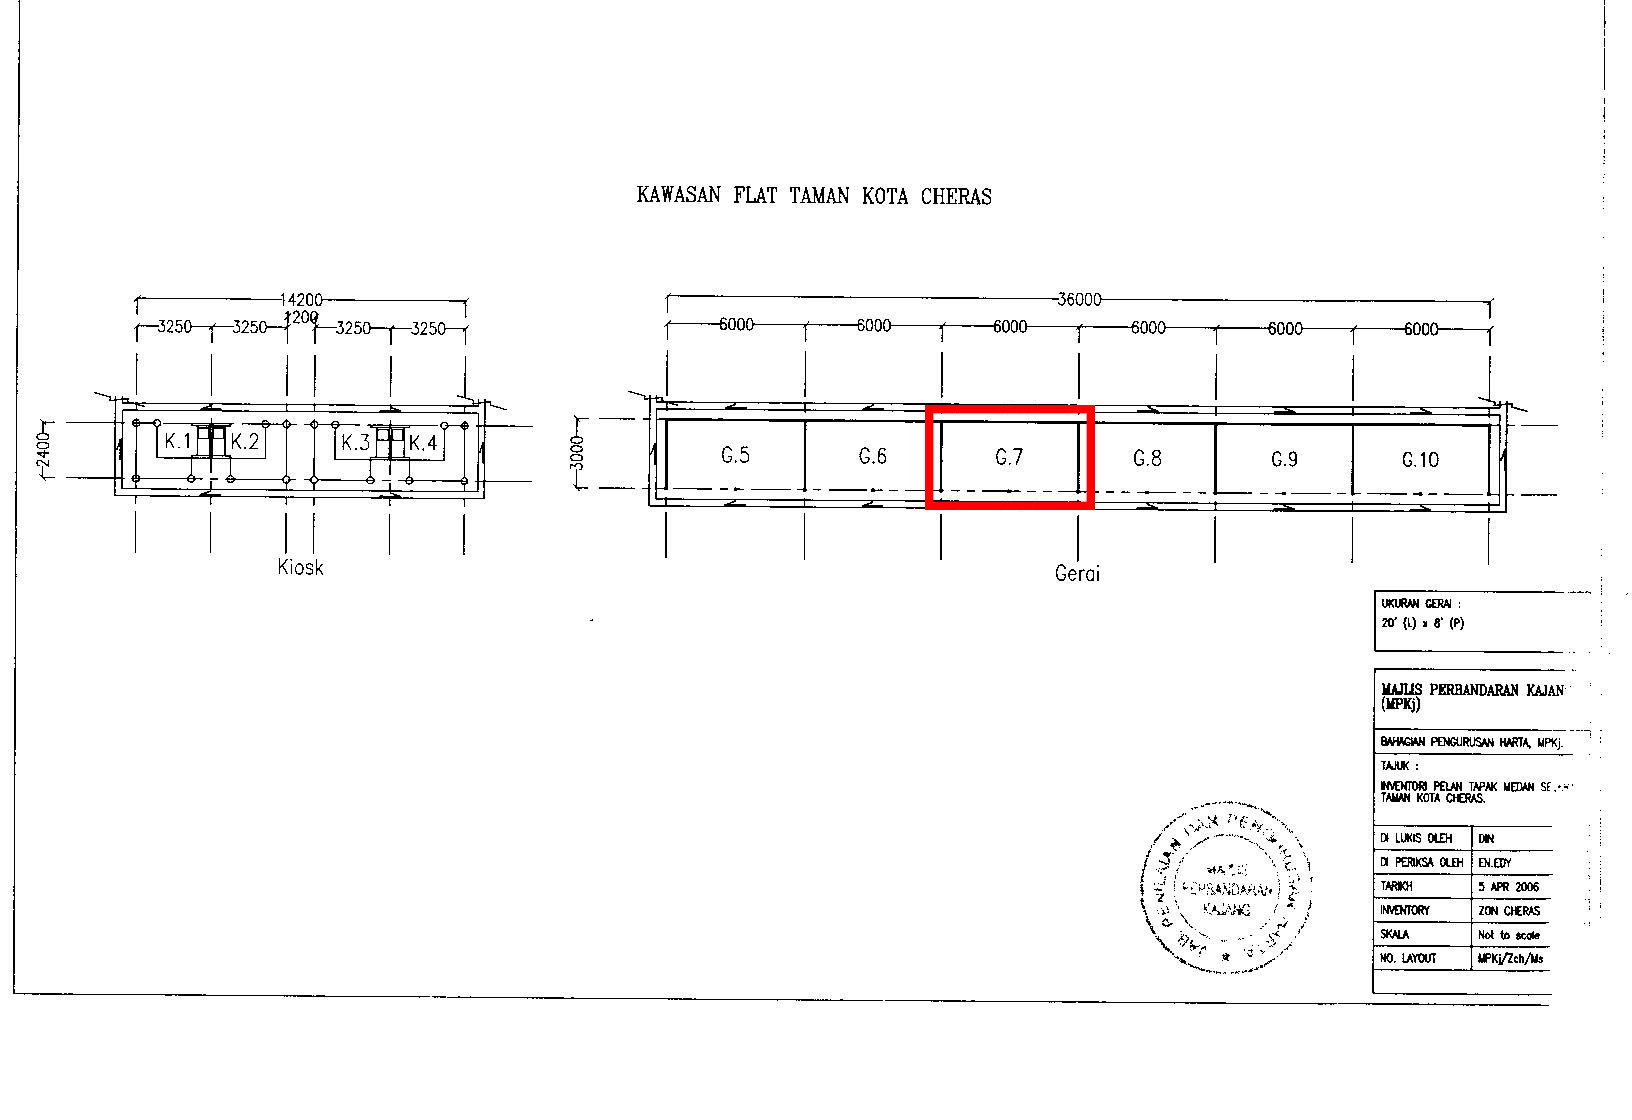 KAWASAN FLAT TAMAN KOTA CHERAS
14200
1200
3250 3250 3250 3250
2400
K.1 K.2 K.3 K.4
Kiosk
36000
6000 6000 6000 6000 6000 6000
3000
G.5 G.6 G.7 G.8 G.9 G.10
Gerai
UKURAN GERAI :
20' (L) x 8' (P)
MAJLIS PERBANDARAN KAJAN
(MPKj)
BAHAGIAN PENGURUSAN HARTA, MPKj.
TAJUK :
INVENTORI PELAN TAPAK MEDAN
TAMAN KOTA CHERAS.
DI LUKIS OLEH DIN
DI PERIKSA OLEH EN.EDY
TARIKH 5 APR 2006
INVENTORY ZON CHERAS
SKALA Not to scale
NO. LAYOUT MPKj/Zch/Ms
JAB. PENILAIAN DAN PENGURUSAN HARTA
MAJLIS
PERBANDARAN
KAJANG